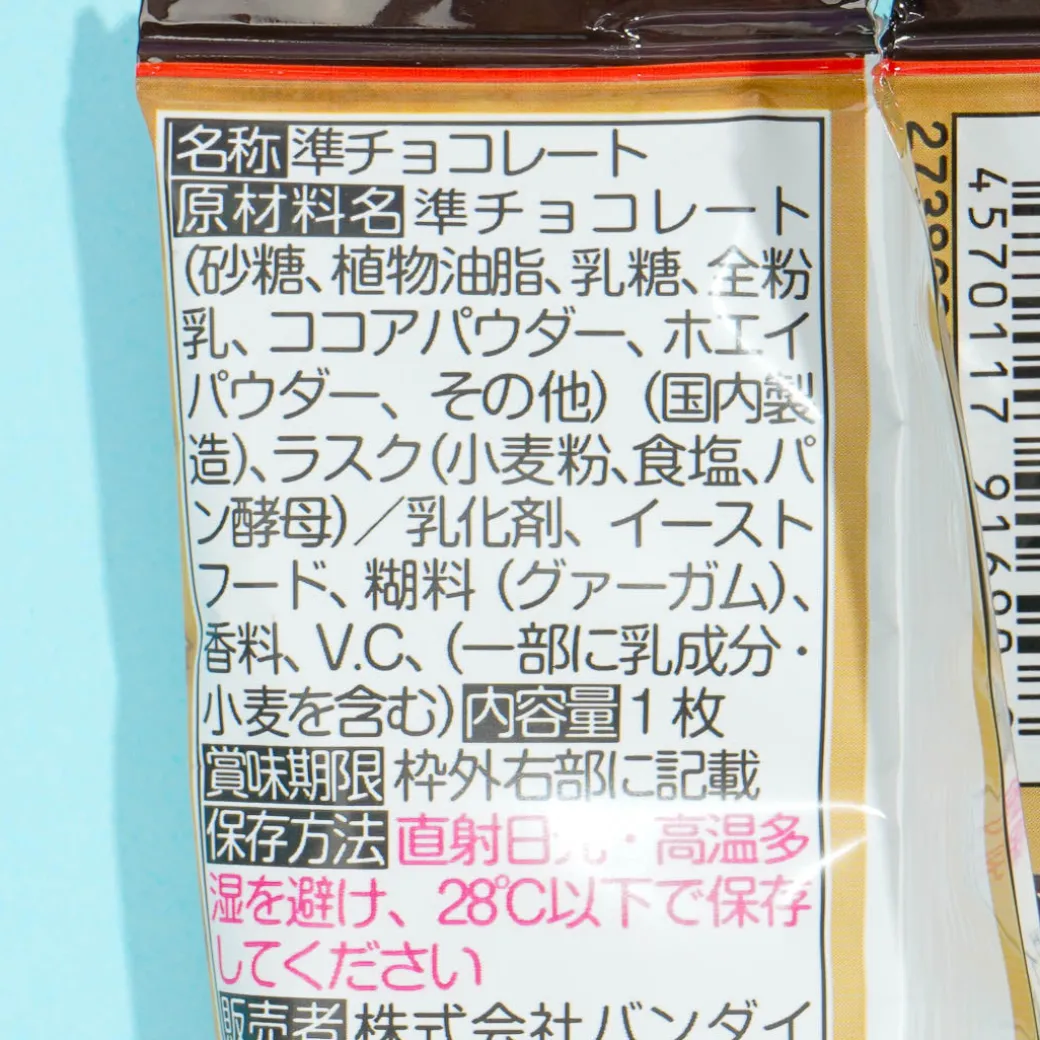 名称 準チョコレート
原材料名 準チョコレート
(砂糖、植物油脂、乳糖、全粉
乳、ココアパウダー、ホエイ
パウダー、その他)(国内製
造)、ラスク(小麦粉、食塩、パ
ン酵母)／乳化剤、イースト
フード、糊料(グァーガム)、
香料、V.C、(一部に乳成分・
小麦を含む) 内容量 1枚
賞味期限 枠外右部に記載
保存方法 直射日光・高温多
湿を避け、28℃以下で保存
してください
販売者 株式会社バンダイ
4570117